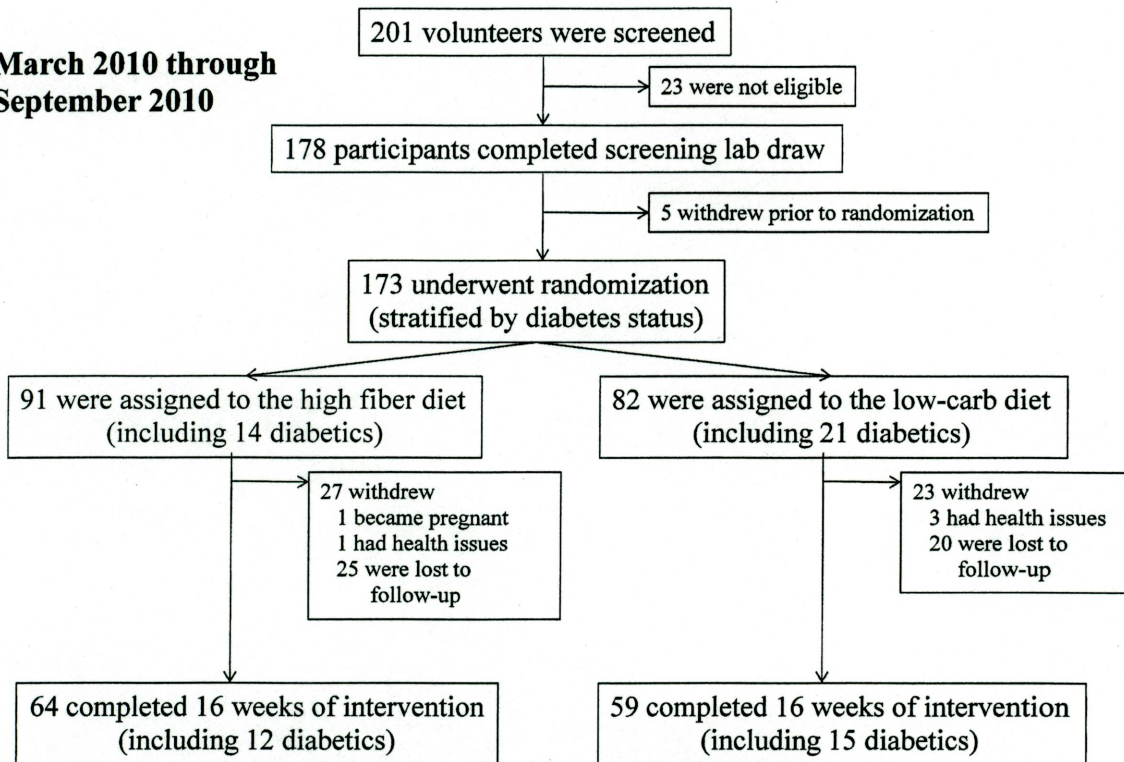 201 volunteers were screened
March 2010 through
September 2010
23 were not eligible
178 participants completed screening lab draw
5 withdrew prior to randomization
173 underwent randomization
(stratified by diabetes status)
91 were assigned to the high fiber diet
(including 14 diabetics)
82 were assigned to the low-carb diet
(including 21 diabetics)
27 withdrew
1 became pregnant
1 had health issues
25 were lost to
follow-up
23 withdrew
3 had health issues
20 were lost to
follow-up
64 completed 16 weeks of intervention
(including 12 diabetics)
59 completed 16 weeks of intervention
(including 15 diabetics)